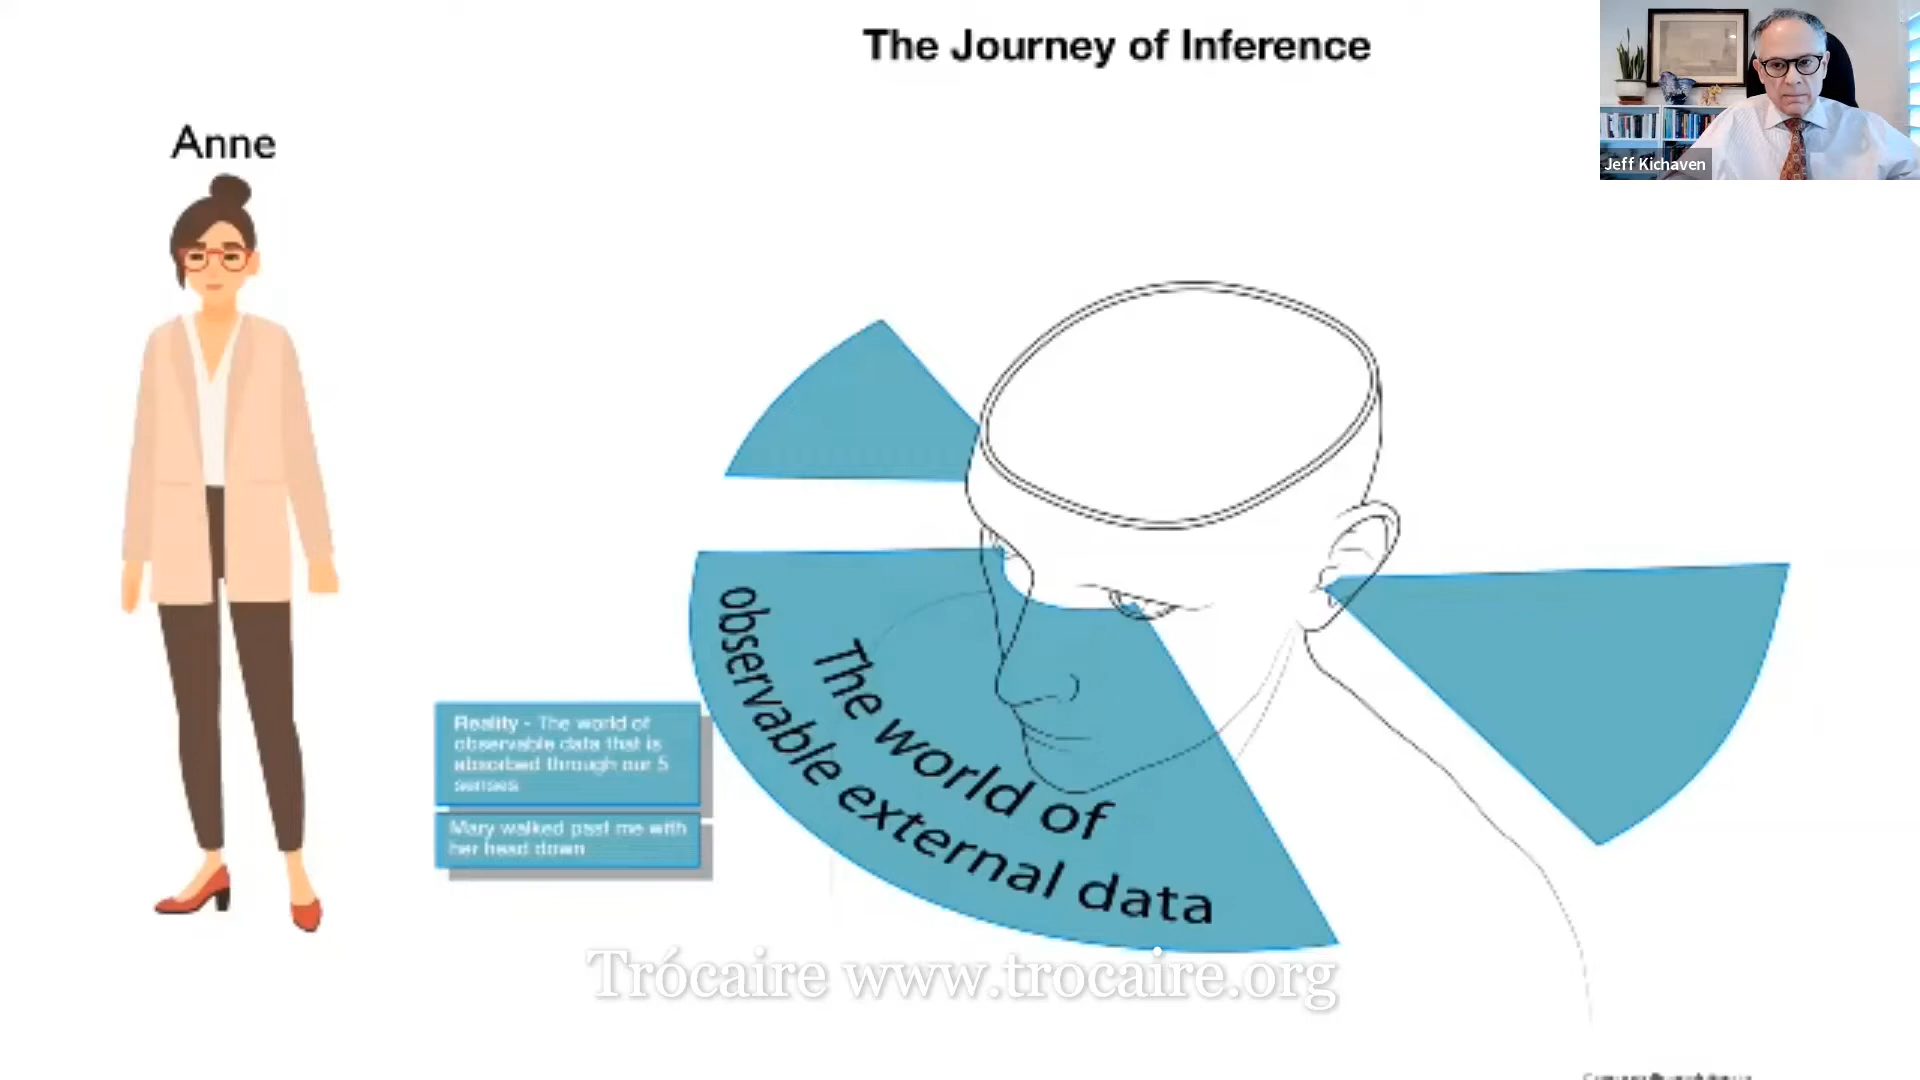 The Journey of Inference
Jeff Kichaven
Anne
The world of
observable external data
Reality - The world of
observable data that is
absorbed through our 5
senses
Mary walked past me with
her head down
Trócaire www.trocaire.org